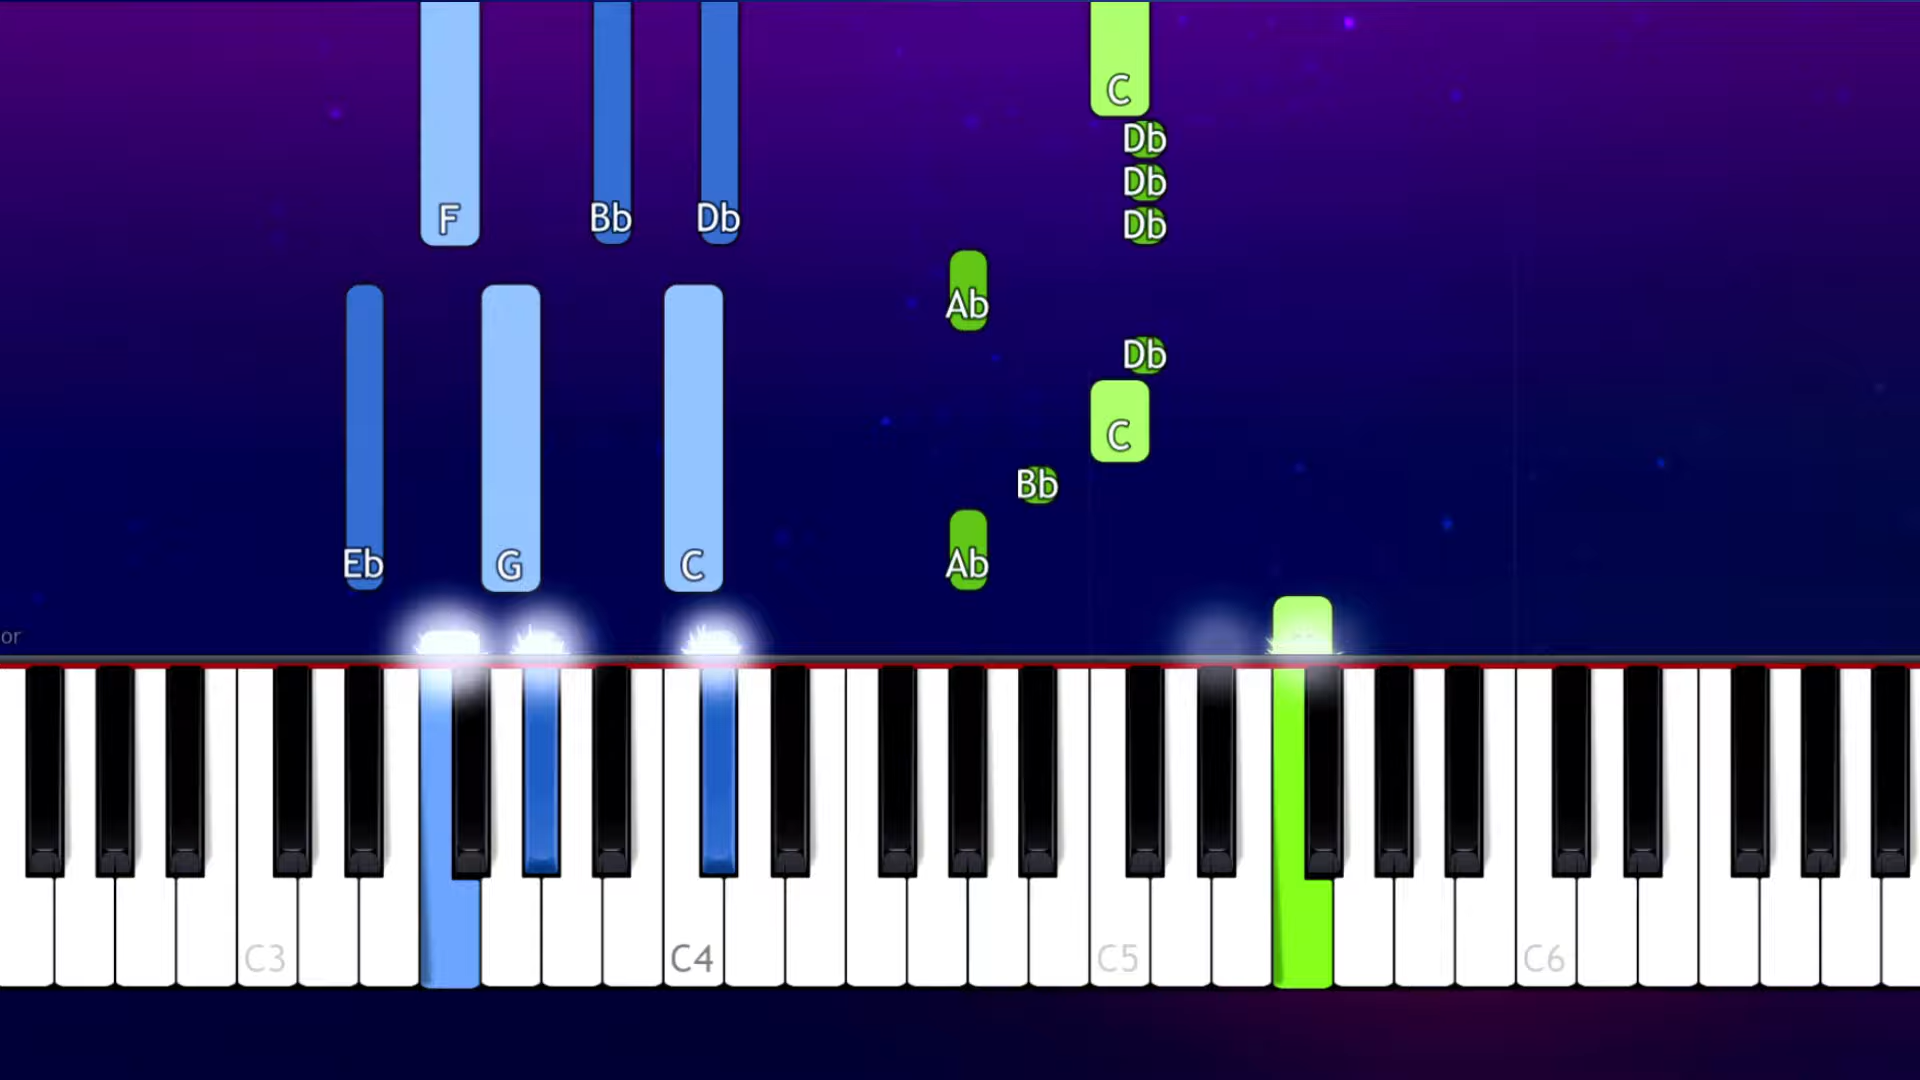 C
Db
Db
F Bb Db Db
Ab
Db
C
Bb
Eb G C Ab
or
C3 C4 C5 C6